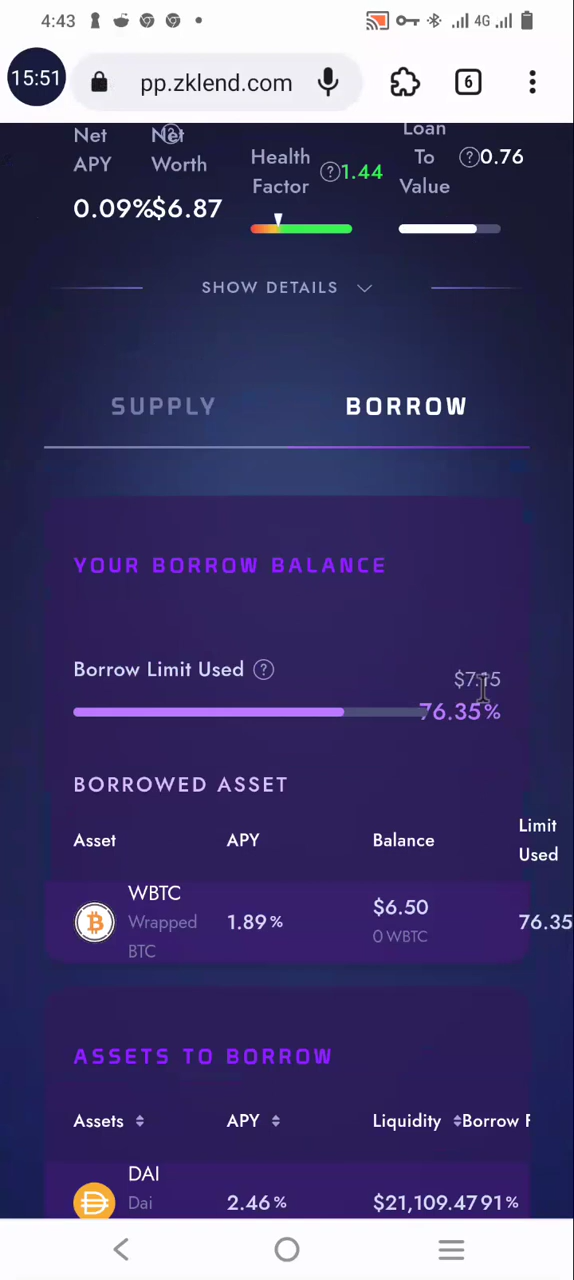 4:43
4G
15:51
pp.zklend.com
6
Net APY
Net Worth
Health Factor
? 1.44
Loan To Value
? 0.76
0.09%
$6.87
SHOW DETAILS
SUPPLY
BORROW
YOUR BORROW BALANCE
Borrow Limit Used ?
76.35%
BORROWED ASSET
Asset APY Balance Limit Used
WBTC
Wrapped BTC
1.89%
$6.50
0 WBTC
76.35
ASSETS TO BORROW
Assets APY Liquidity Borrow F
DAI
Dai
2.46%
$21,109.47
91%